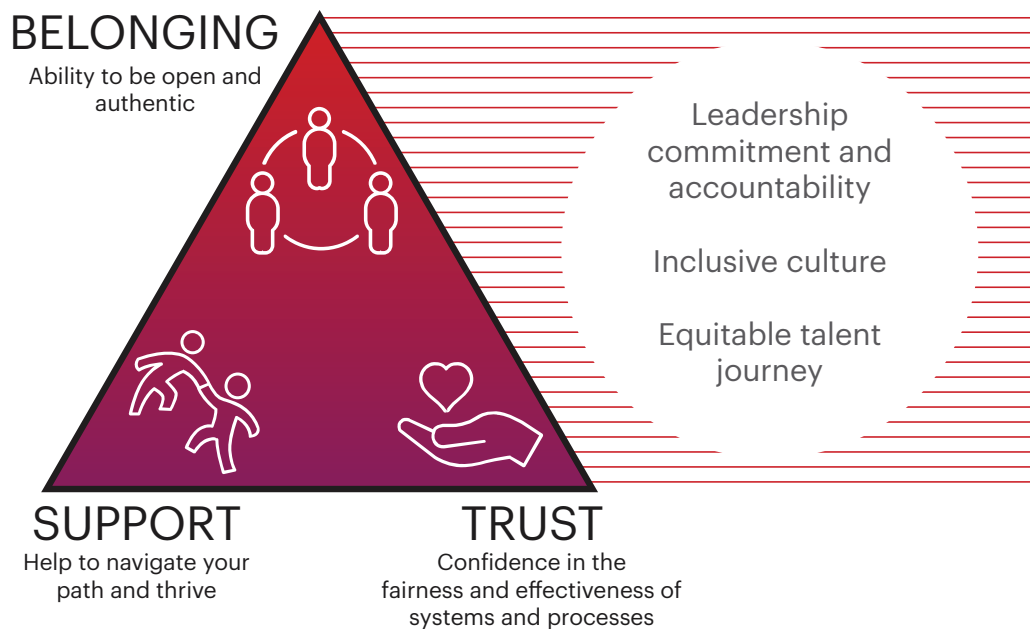 BELONGING
Ability to be open and
authentic
Leadership
commitment and
accountability
Inclusive culture
Equitable talent
journey
SUPPORT
Help to navigate your
path and thrive
TRUST
Confidence in the
fairness and effectiveness of
systems and processes